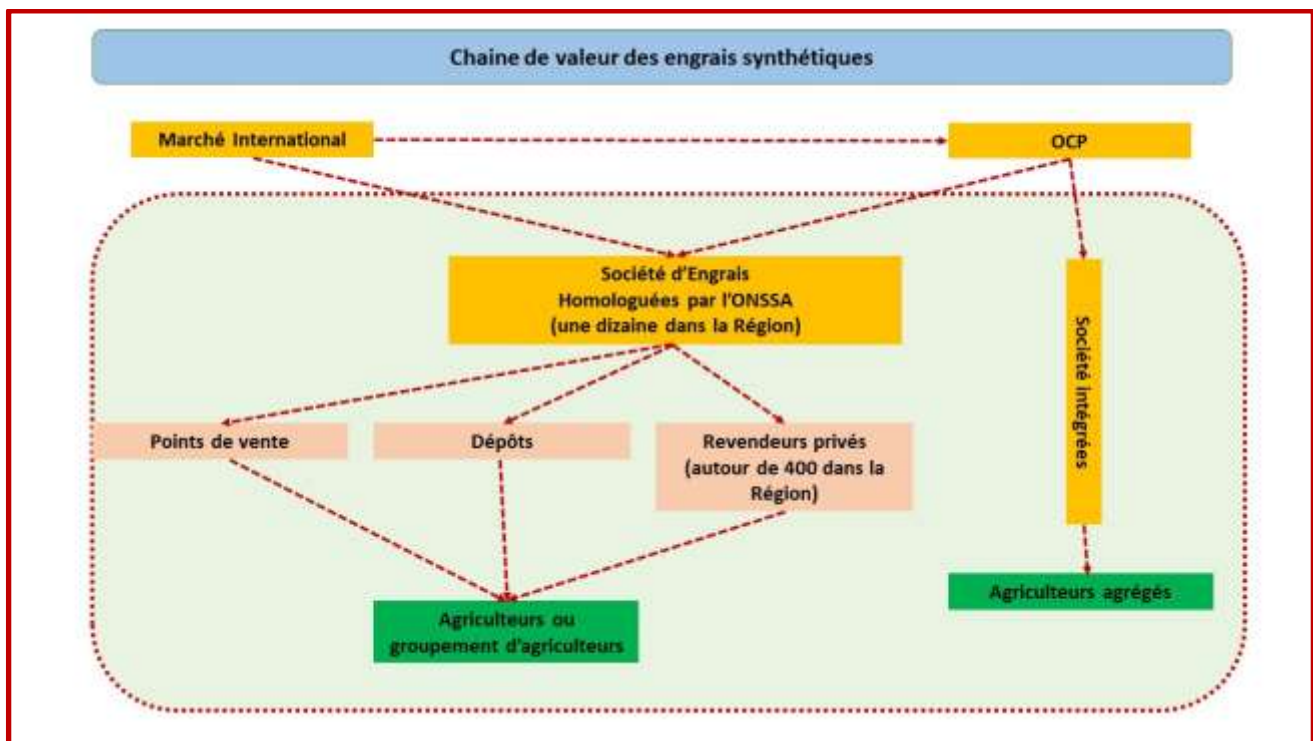 Chaine de valeur des engrais synthétiques
Marché International
OCP
Société d'Engrais
Homologuées par l'ONSSA
(une dizaine dans la Région)
Société intégrées
Points de vente
Dépôts
Revendeurs privés
(autour de 400 dans la
Région)
Agriculteurs agrégés
Agriculteurs ou
groupement d'agriculteurs